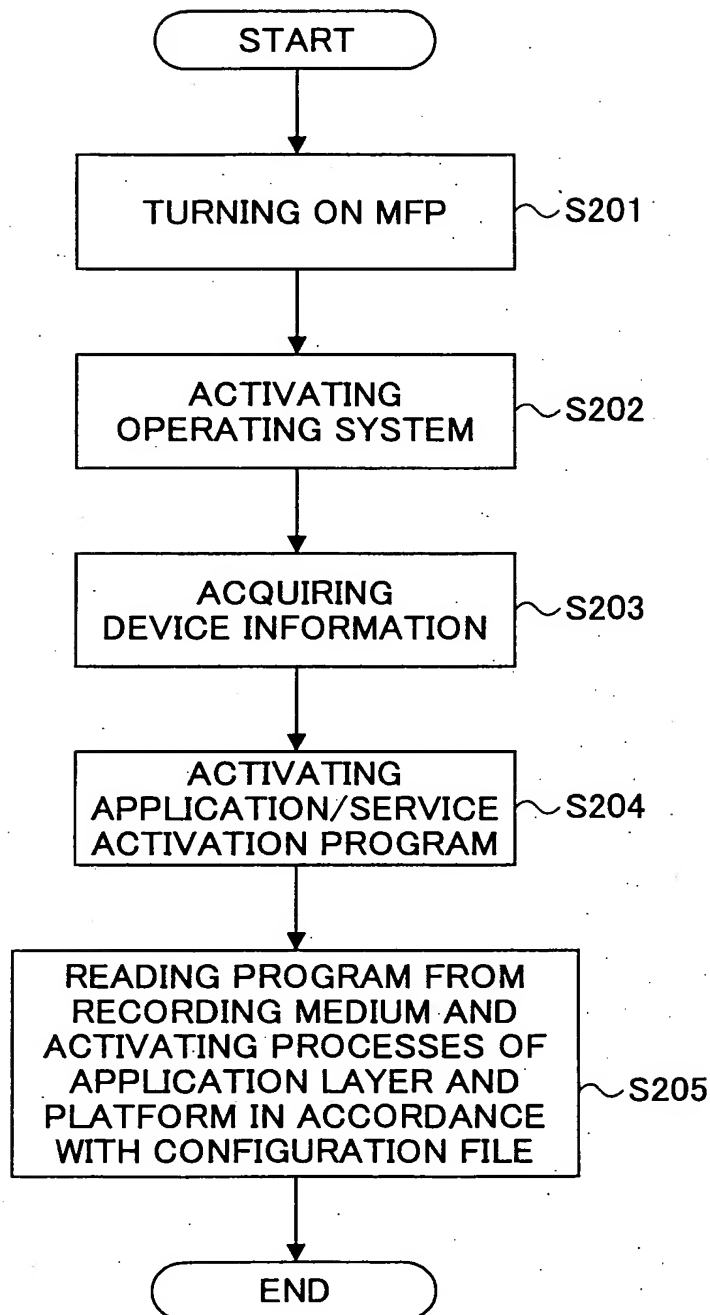 START
TURNING ON MFP
S201
ACTIVATING
OPERATING SYSTEM
S202
ACQUIRING
DEVICE INFORMATION
S203
ACTIVATING
APPLICATION/SERVICE
ACTIVATION PROGRAM
S204
READING PROGRAM FROM
RECORDING MEDIUM AND
ACTIVATING PROCESSES OF
APPLICATION LAYER AND
PLATFORM IN ACCORDANCE
WITH CONFIGURATION FILE
S205
END